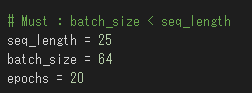 # Must : batch_size < seq_length
seq_length = 25
batch_size = 64
epochs = 20